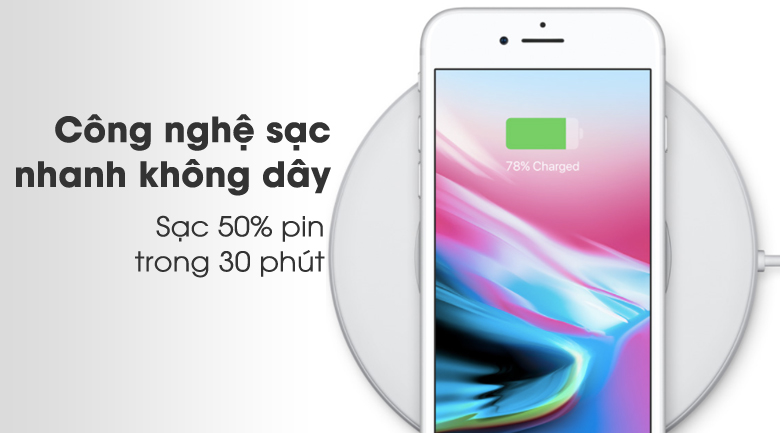 Công nghệ sạc
nhanh không dây
Sạc 50% pin
trong 30 phút
78% Charged